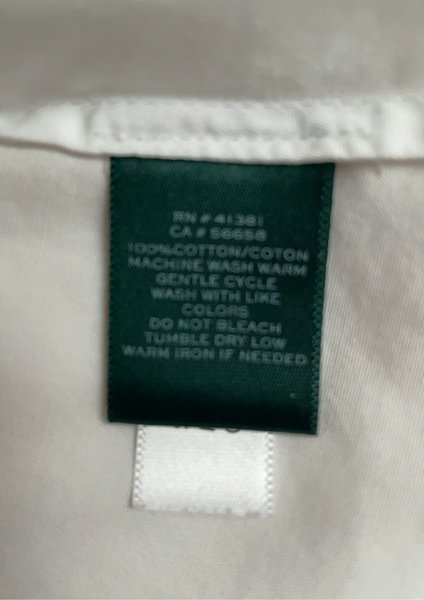 RN # 41381
CA # 56658
100% COTTON/COTON
MACHINE WASH WARM
GENTLE CYCLE
WASH WITH LIKE
COLORS
DO NOT BLEACH
TUMBLE DRY LOW
WARM IRON IF NEEDED